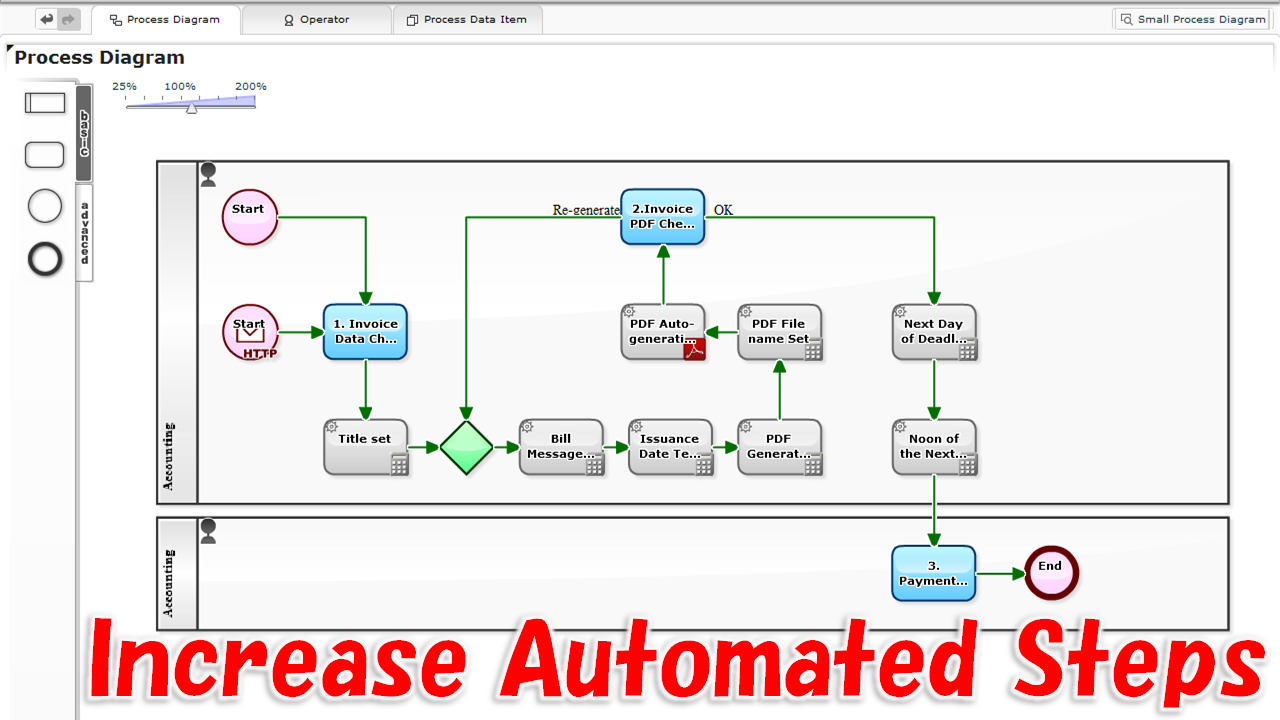 Process Diagram
Operator
Process Data Item
Small Process Diagram
Process Diagram
25%
100%
200%
basic
advanced
Start
Re-generate
2.Invoice
PDF Che...
OK
Start
HTTP
1. Invoice
Data Ch...
PDF Auto-
generati...
PDF File
name Set
Next Day
of Deadl...
Title set
Bill
Message...
Issuance
Date Te...
PDF
Generat...
Noon of
the Next...
Accounting
3.
Payment...
End
Accounting
Increase Automated Steps